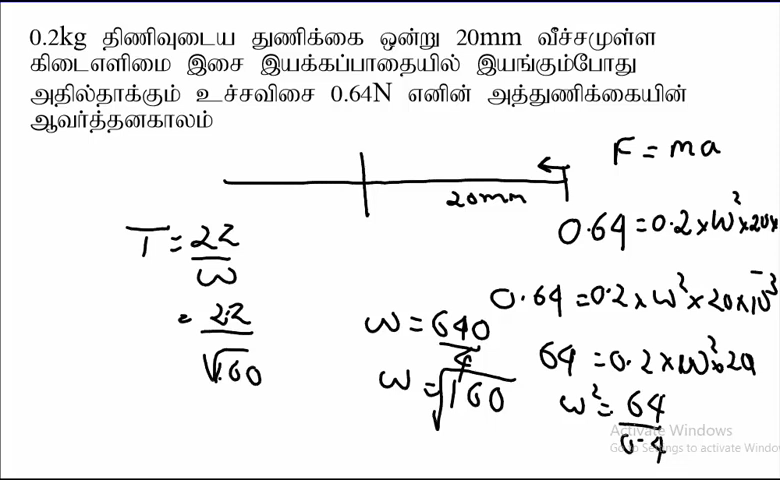 0.2kg திணிவுடைய துணிக்கை ஒன்று 20mm வீச்சமுள்ள
கிடைஎளிமை இசை இயக்கப்பாதையில் இயங்கும்போது
அதில்தாக்கும் உச்சவிசை 0.64N எனின் அத்துணிக்கையின்
ஆவர்த்தனகாலம்
F = ma
20mm
0.64 = 0.2 × ω² × 20×
T = 2π/ω
0.64 = 0.2 × ω² × 20 × 10⁻³
= 2π/√160
ω = 640/4
64 = 0.2 × ω² × 20
ω = √160
ω² = 64/0.4
Activate Windows
Go to Settings to activate Windows